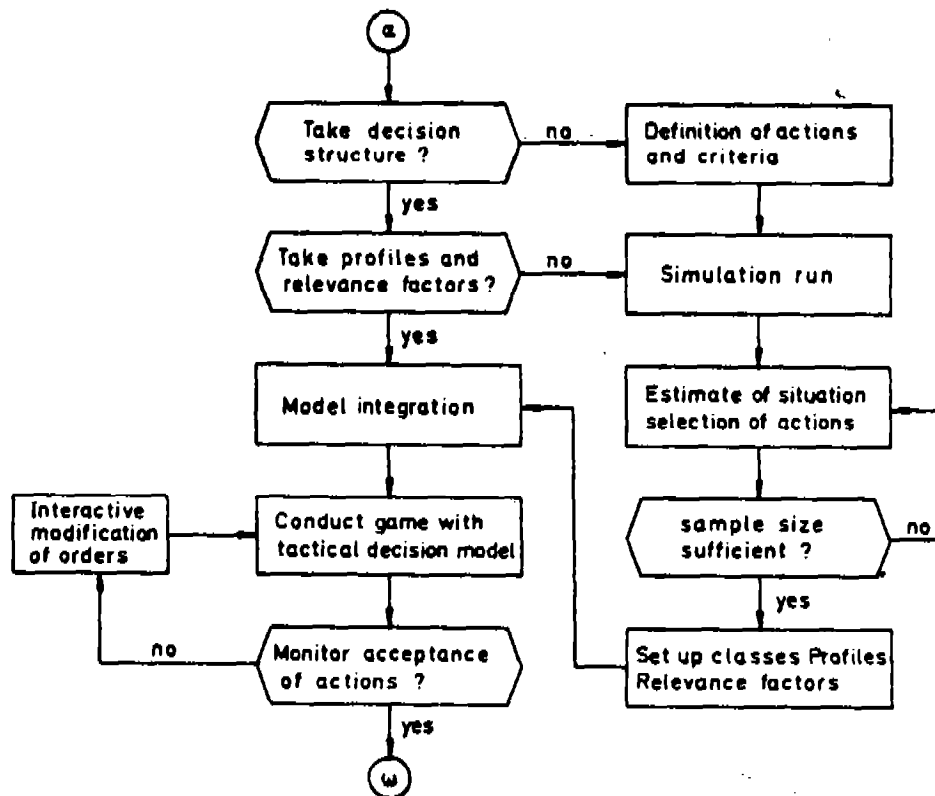 α
Take decision
structure ?
no
Definition of actions
and criteria
yes
Take profiles and
relevance factors?
no
Simulation run
yes
Model integration
Estimate of situation
selection of actions
Interactive
modification
of orders
Conduct game with
tactical decision model
sample size
sufficient ?
no
yes
no
Monitor acceptance
of actions ?
Set up classes Profiles
Relevance factors
yes
ω